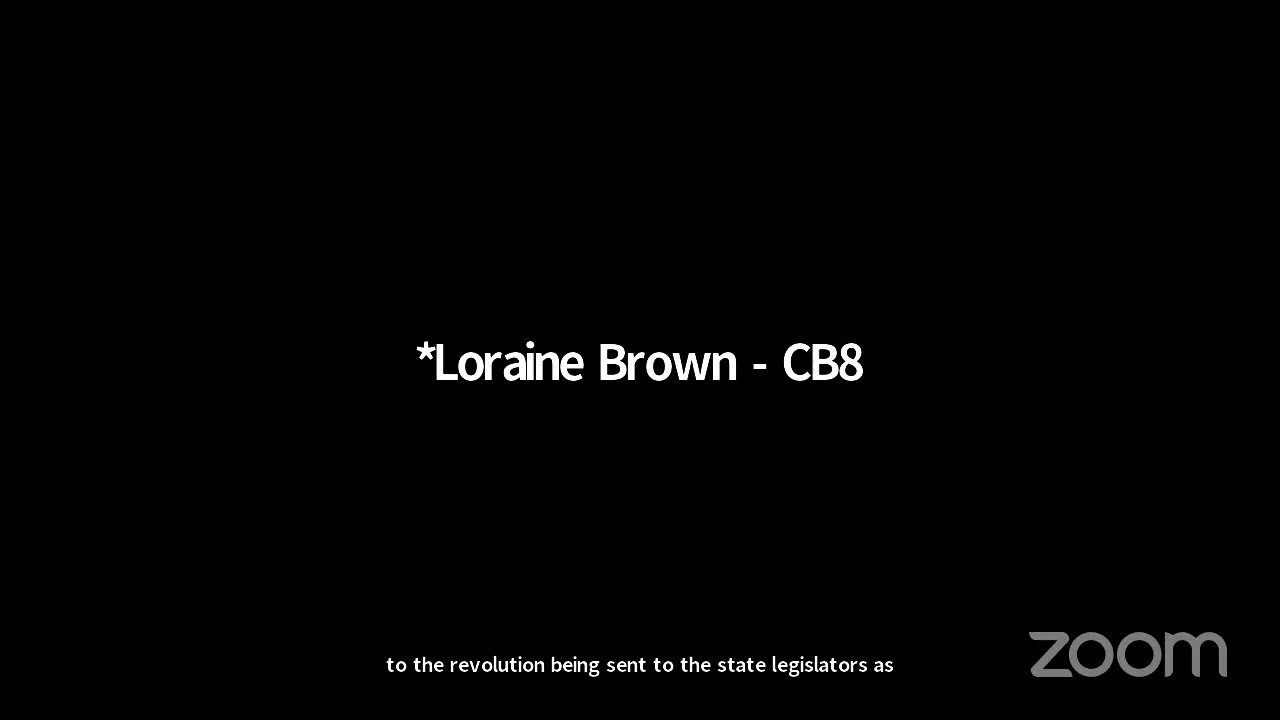 *Loraine Brown - CB8
to the revolution being sent to the state legislators as
zoom